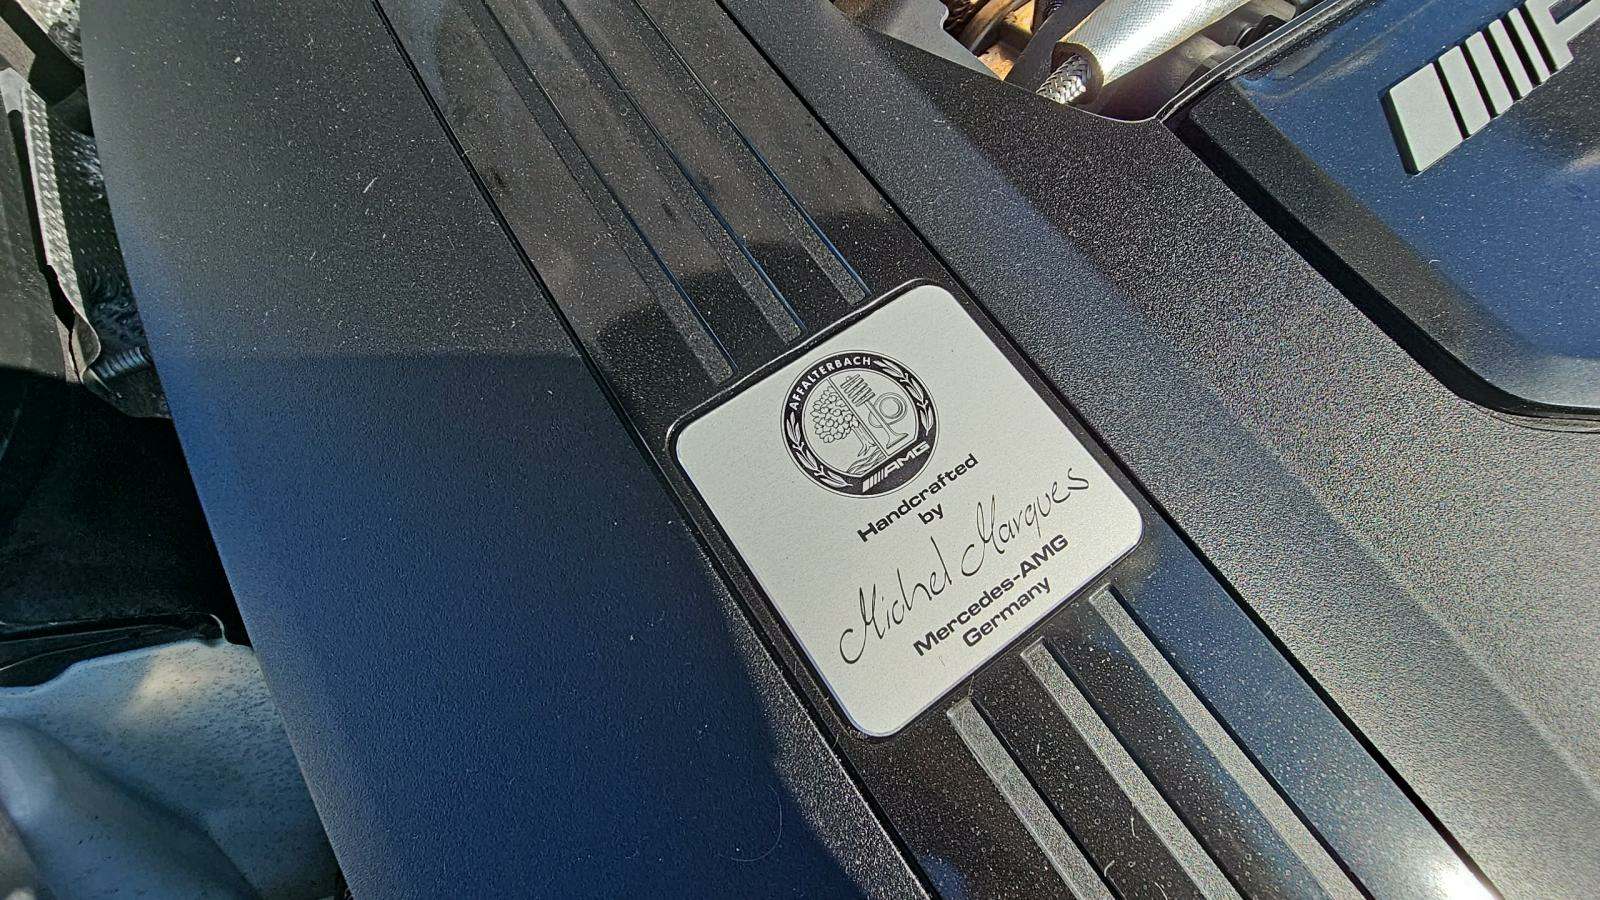 AFFALTERBACH
AMG
Handcrafted
by
Michel Marques
Mercedes-AMG
Germany